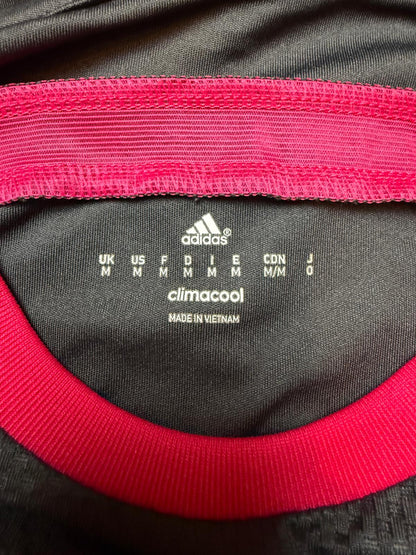 adidas®
UK US F D I E CDN J
M M M M M M M/M O
climacool
MADE IN VIETNAM